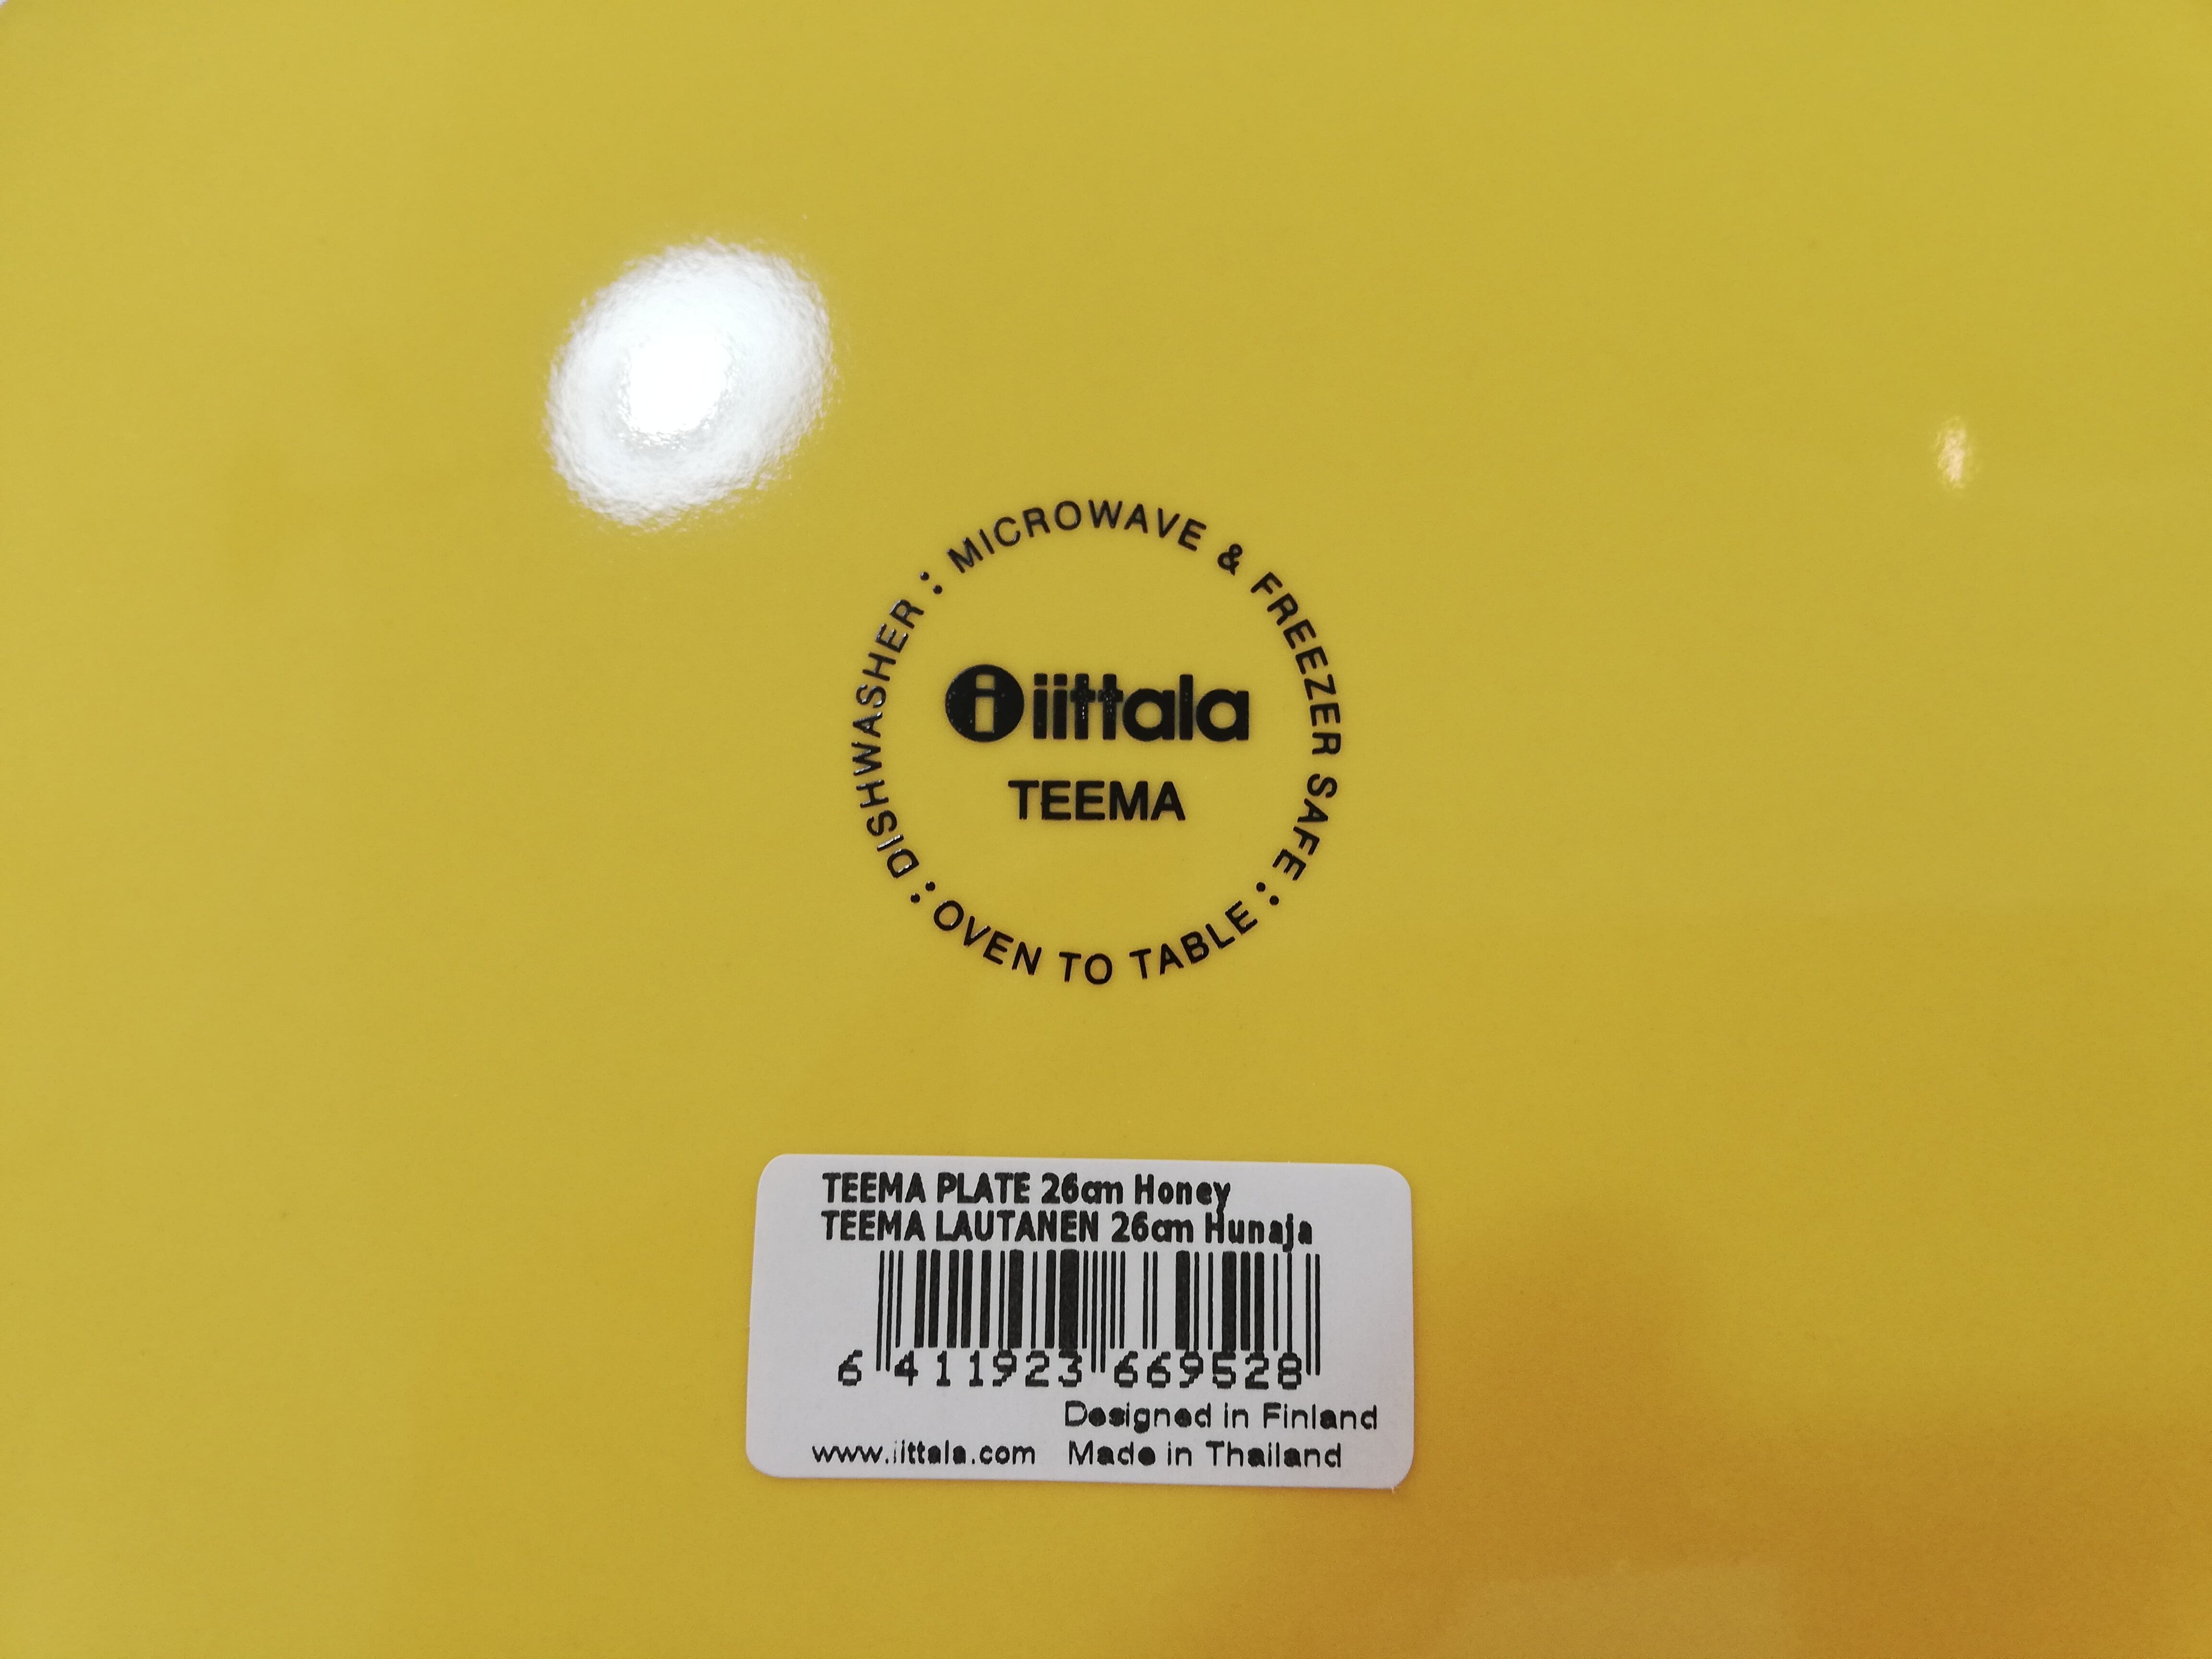 DISHWASHER : MICROWAVE & FREEZER SAFE : OVEN TO TABLE :
i iittala
TEEMA
TEEMA PLATE 26cm Honey
TEEMA LAUTANEN 26cm Hunaja
6 411923 669528
Designed in Finland
www.iittala.com Made in Thailand